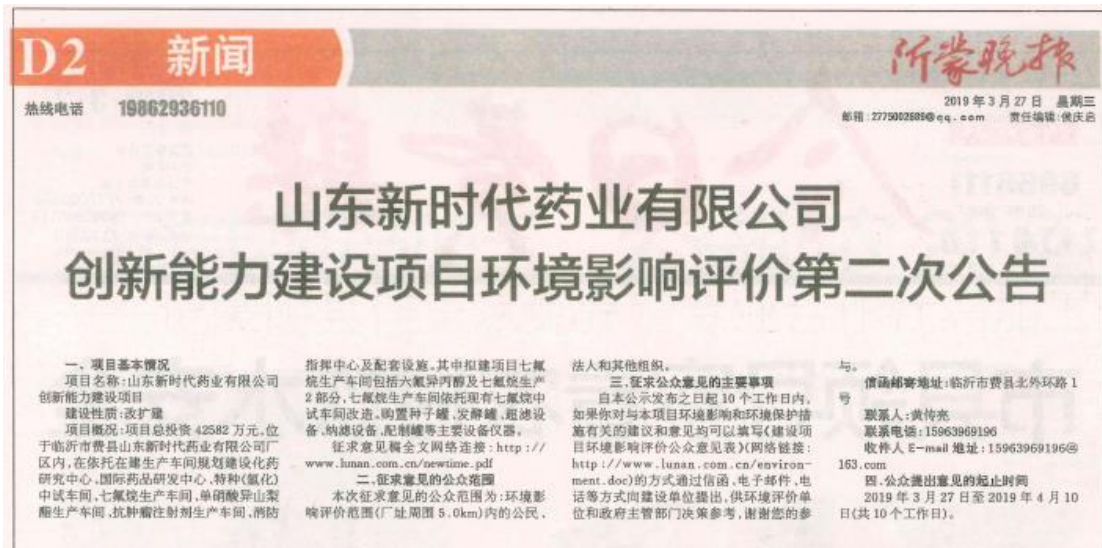 D2 新闻
沂蒙晚报
热线电话 19862936110
2019年3月27日 星期三
邮箱:2775002689@qq.com 责任编辑:侯庆启
山东新时代药业有限公司
创新能力建设项目环境影响评价第二次公告
一、项目基本情况
项目名称:山东新时代药业有限公司
创新能力建设项目
建设性质:改扩建
项目概况:项目总投资42582万元,位
于临沂市费县山东新时代药业有限公司厂
区内,在依托在建生产车间规划建设化药
研究中心、国际药品研发中心、特种(氢化)
中试车间、七氟烷生产车间、单硝酸异山梨
酯生产车间、抗肿瘤注射剂生产车间、消防
指挥中心及配套设施。其中拟建项目七氟
烷生产车间包括六氟异丙醇及七氟烷生产
2部分,七氟烷生产车间依托现有七氟烷中
试车间改造。购置种子罐、发酵罐、超滤设
备、纳滤设备、配制罐等主要设备仪器。
征求意见稿全文网络连接:http://
www.lunan.com.cn/newtime.pdf
二、征求意见的公众范围
本次征求意见的公众范围为:环境影
响评价范围(厂址周围5.0km)内的公民、
法人和其他组织。
三、征求公众意见的主要事项
自本公示发布之日起10个工作日内,
如果你对与本项目环境影响和环境保护措
施有关的建议和意见均可以填写《建设项
目环境影响评价公众意见表》(网络链接:
http://www.lunan.com.cn/environ-
ment.doc)的方式通过信函、电子邮件、电
话等方式向建设单位提出,供环境评价单
位和政府主管部门决策参考,谢谢您的参
与。
信函邮寄地址:临沂市费县北外环路1
号
联系人:黄传亮
联系电话:15963969196
收件人E-mail地址:15963969196@
163.com
四、公众提出意见的起止时间
2019年3月27日至2019年4月10
日(共10个工作日)。